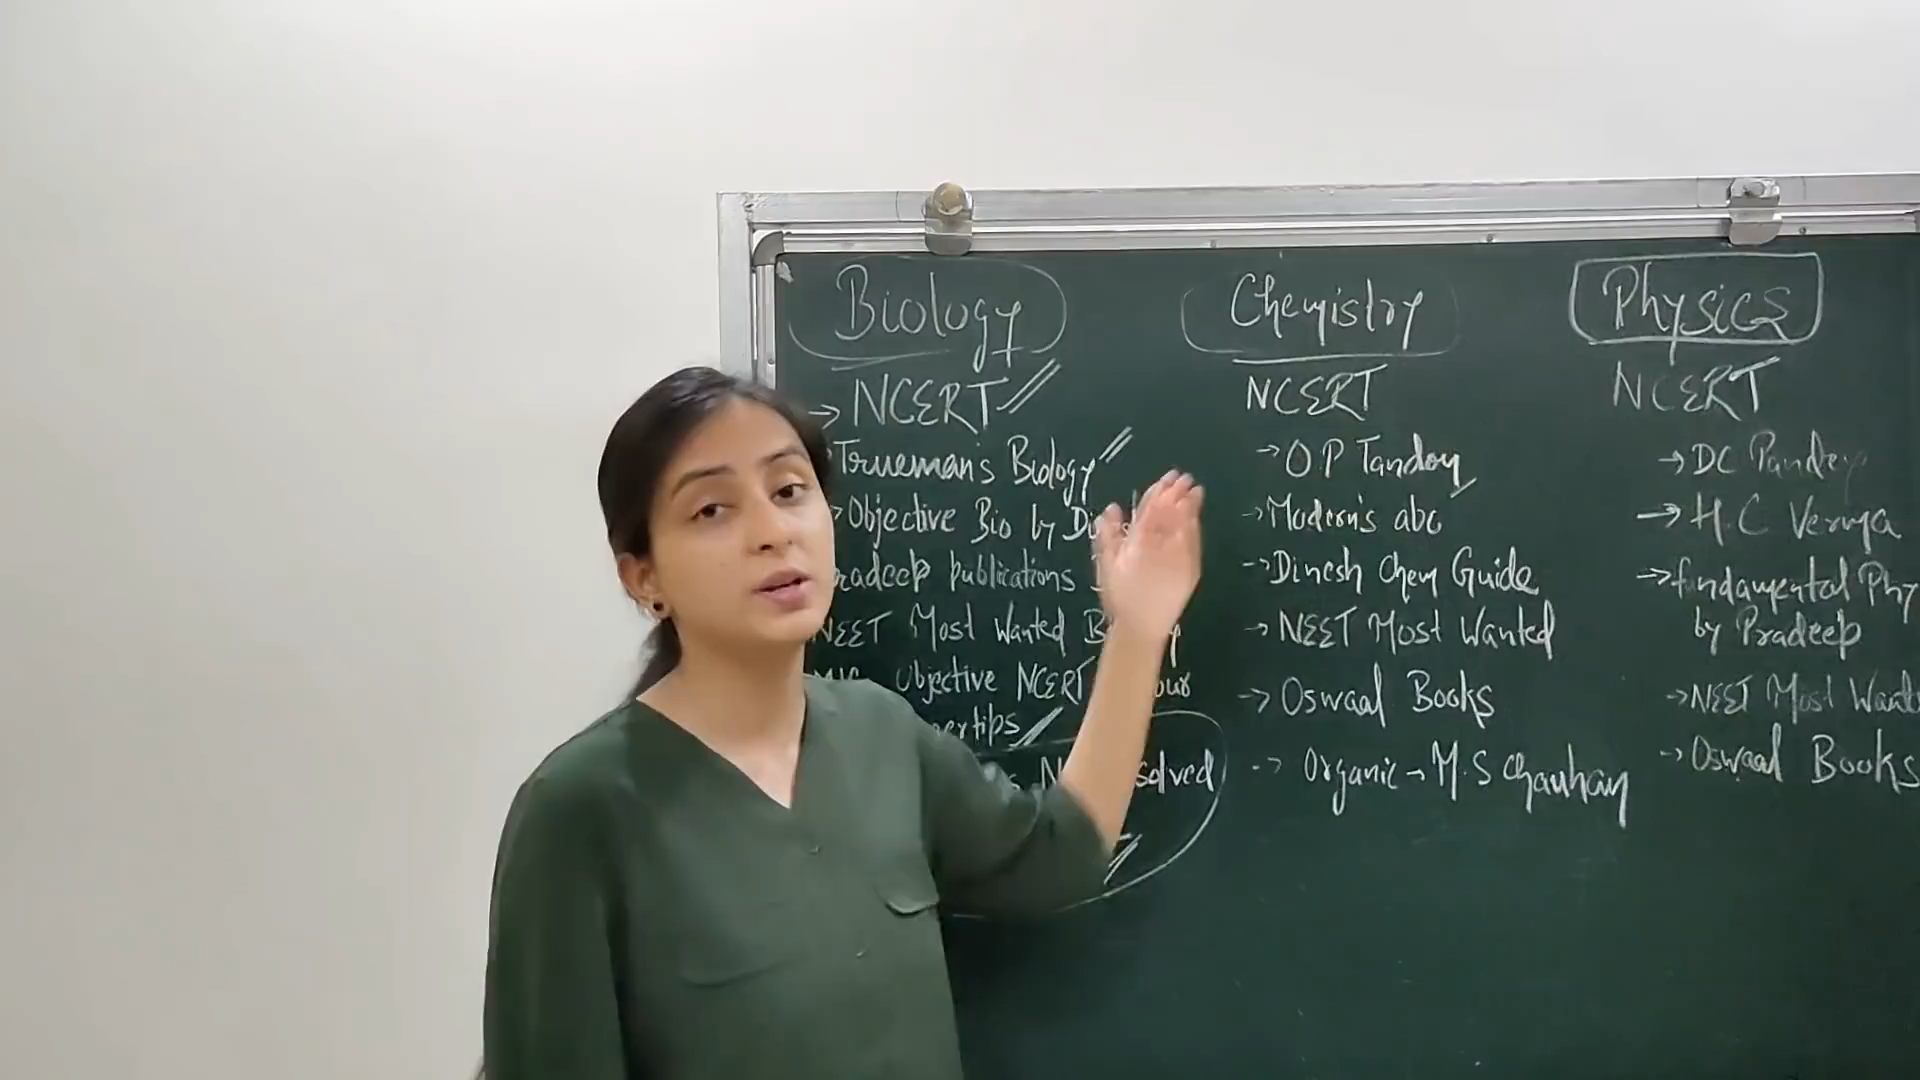 Biology
NCERT
Trueman's Biology
Objective Bio by
publications
NEET Most Wanted
Objective NCERT
solved
Chemistry
NCERT
O P Tandon
Modern's abc
Dinesh Chem Guide
NEET Most Wanted
Oswaal Books
Organic → M.S Chauhan
Physics
NCERT
DC Pandey
H.C Verma
fundamental Phy
by Pradeep
NEET Most
Oswaal Books